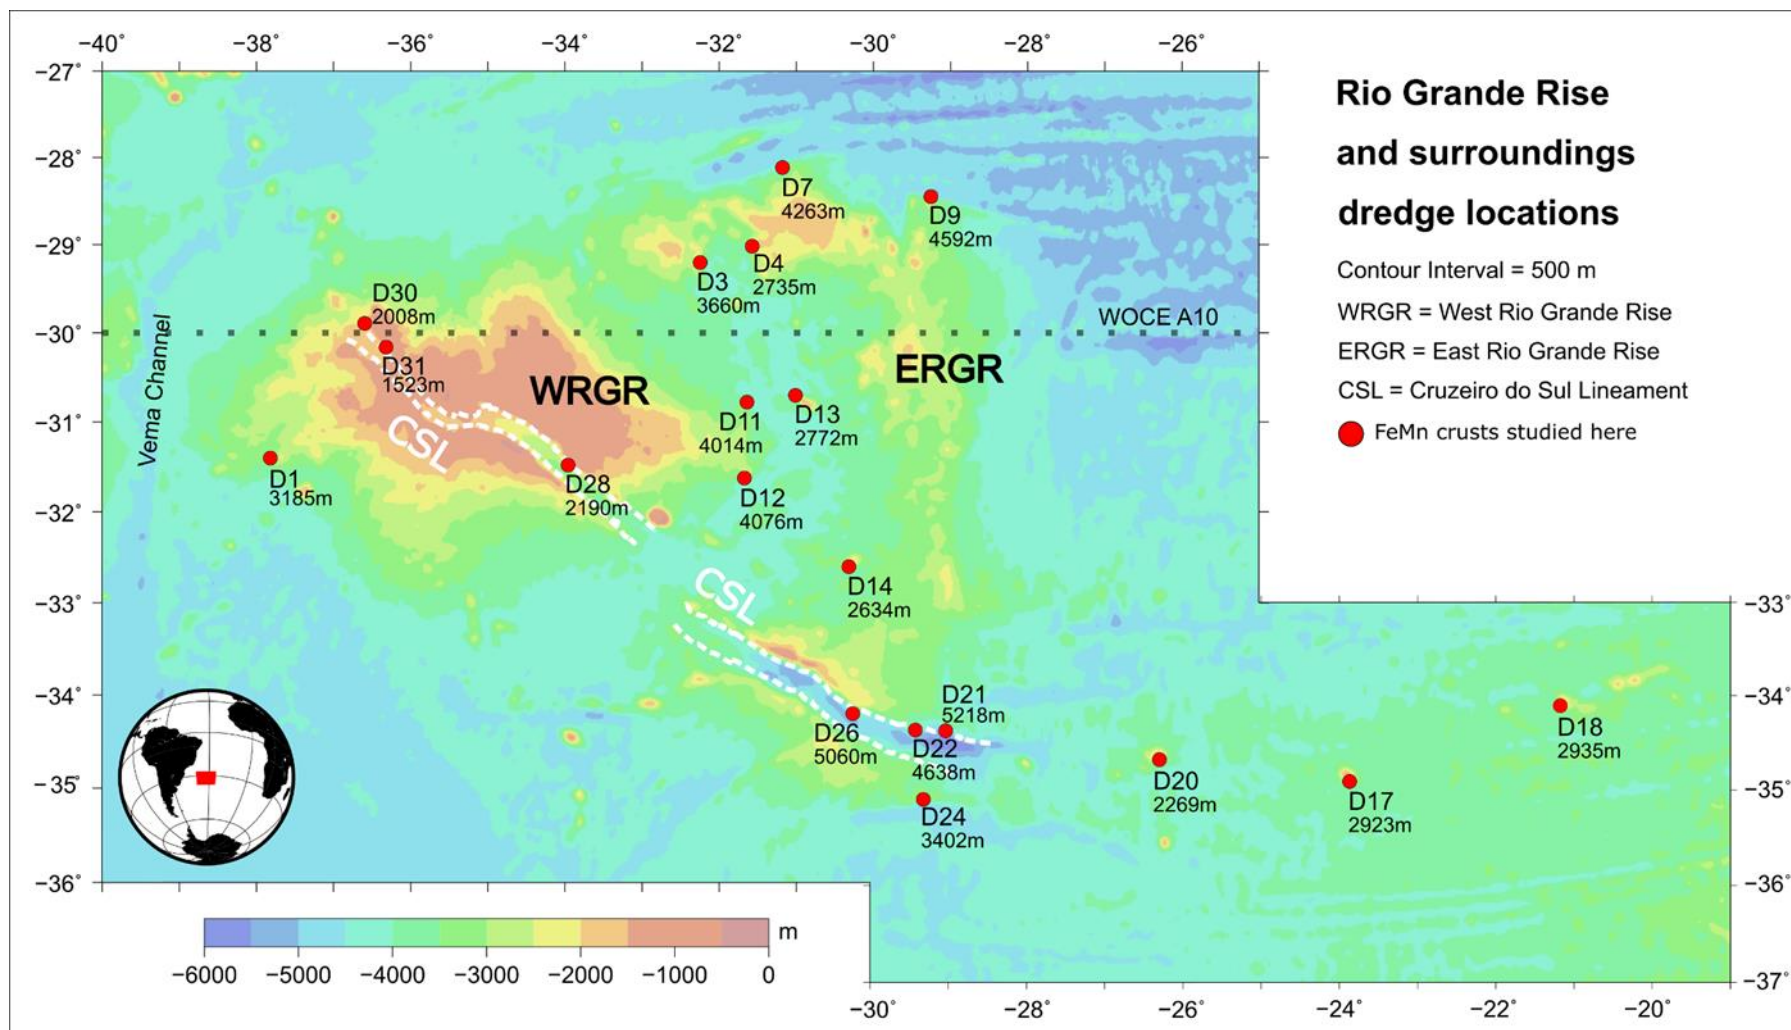 −40° −38° −36° −34° −32° −30° −28° −26°
−27°
−28°
−29°
−30°
−31°
−32°
−33°
−34°
−35°
−36°
Rio Grande Rise
and surroundings
dredge locations
Contour Interval = 500 m
WRGR = West Rio Grande Rise
ERGR = East Rio Grande Rise
CSL = Cruzeiro do Sul Lineament
FeMn crusts studied here
D7
4263m
D9
4592m
D4
2735m
D3
3660m
D30
2008m
WOCE A10
Vema Channel
D31
1523m
WRGR
ERGR
CSL
D11
4014m
D13
2772m
D1
3185m
D28
2190m
D12
4076m
CSL
D14
2634m
D21
5218m
D26
5060m
D22
4638m
D24
3402m
D20
2269m
D17
2923m
D18
2935m
−33°
−34°
−35°
−36°
−37°
m
−6000 −5000 −4000 −3000 −2000 −1000 0
−30° −28° −26° −24° −22° −20°